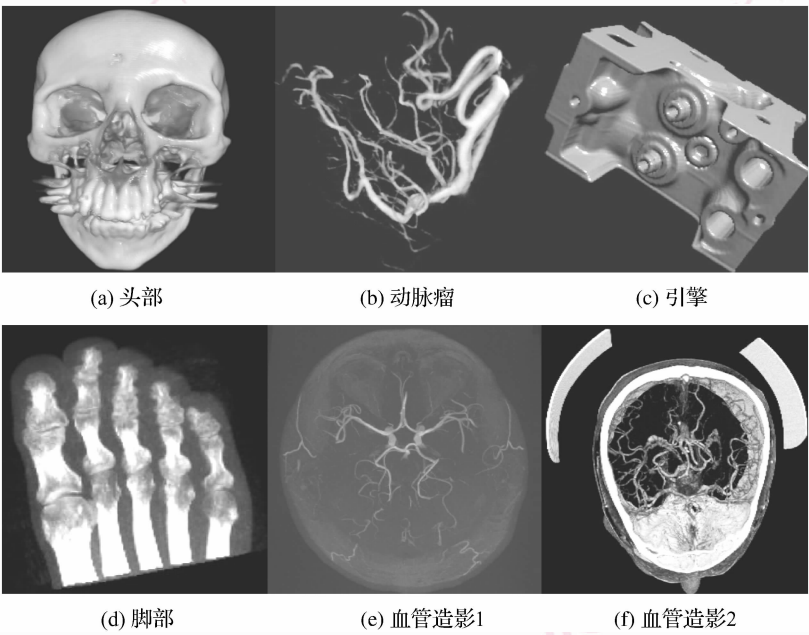 (a) 头部
(b) 动脉瘤
(c) 引擎
(d) 脚部
(e) 血管造影1
(f) 血管造影2